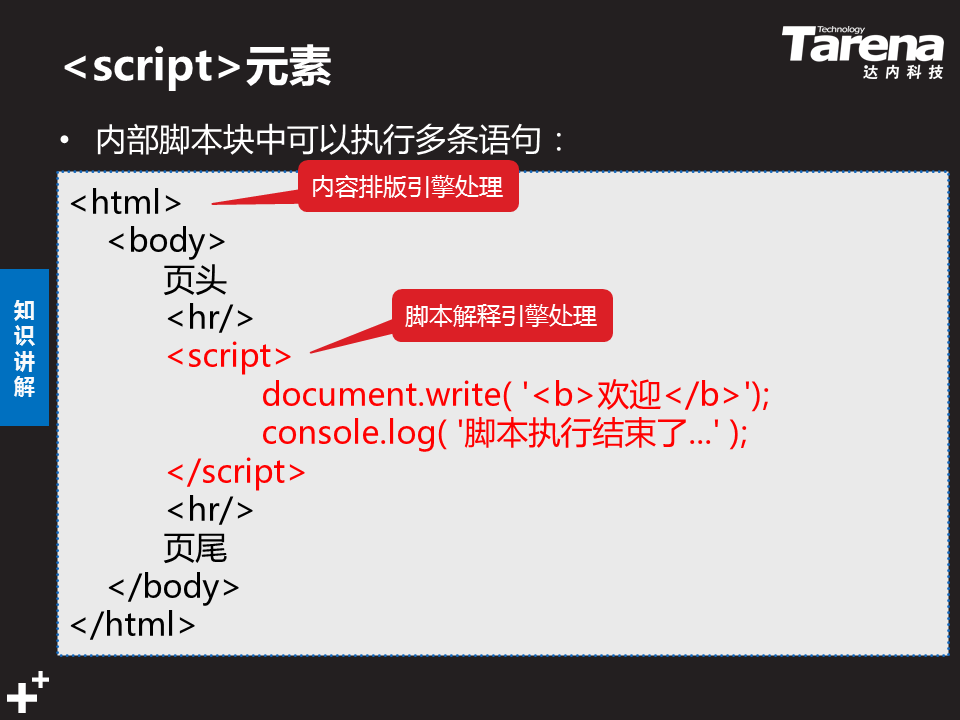 <script>元素
Technology
Tarena
达内科技
• 内部脚本块中可以执行多条语句：
内容排版引擎处理
<html>
<body>
页头
<hr/>
脚本解释引擎处理
<script>
document.write( '<b>欢迎</b>');
console.log( '脚本执行结束了...' );
</script>
<hr/>
页尾
</body>
</html>
知识讲解